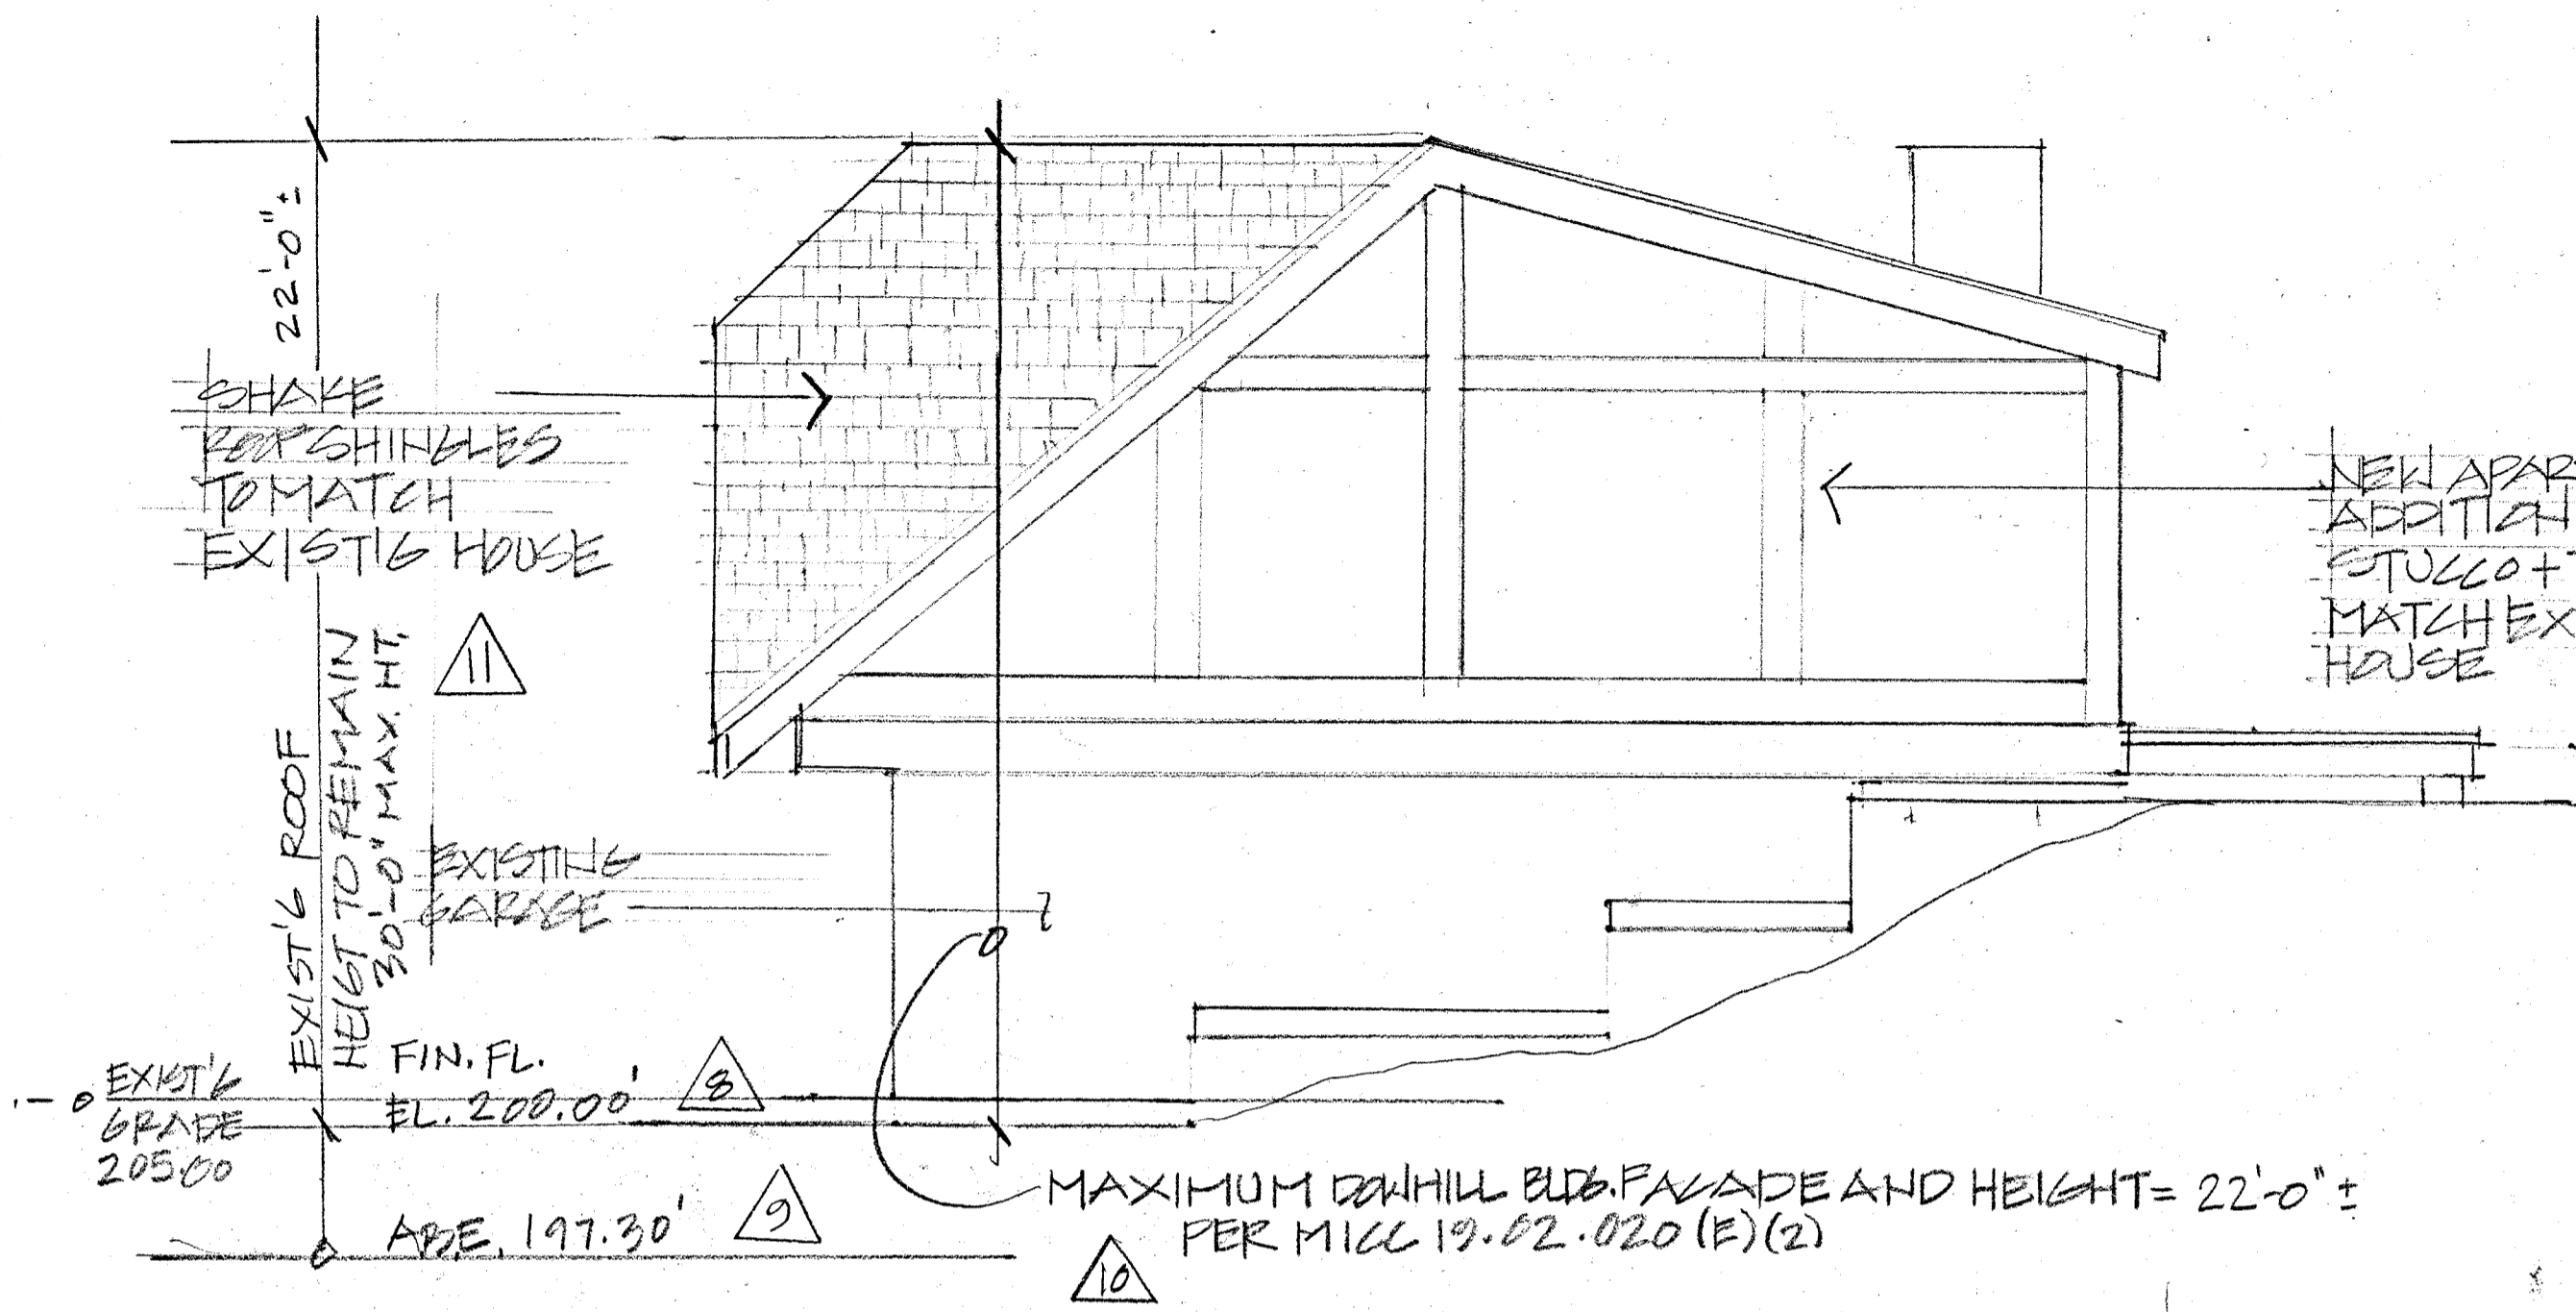 22'-0" ±
SHAKE
ROOF SHINGLES
TO MATCH
EXIST'G HOUSE
11
EXIST'G ROOF
HEIGT TO REMAIN
30'-0" MAX. HT.
EXISTING
GARAGE
NEW APAR
ADDITION
STUCCO +
MATCH EX
HOUSE
EXIST'G
GRADE
205.00
FIN. FL.
EL. 200.00'
8
ABE. 197.30'
9
MAXIMUM DOWNHILL BLDG. FACADE AND HEIGHT = 22'-0" ±
PER MICC 19.02.020 (E)(2)
10